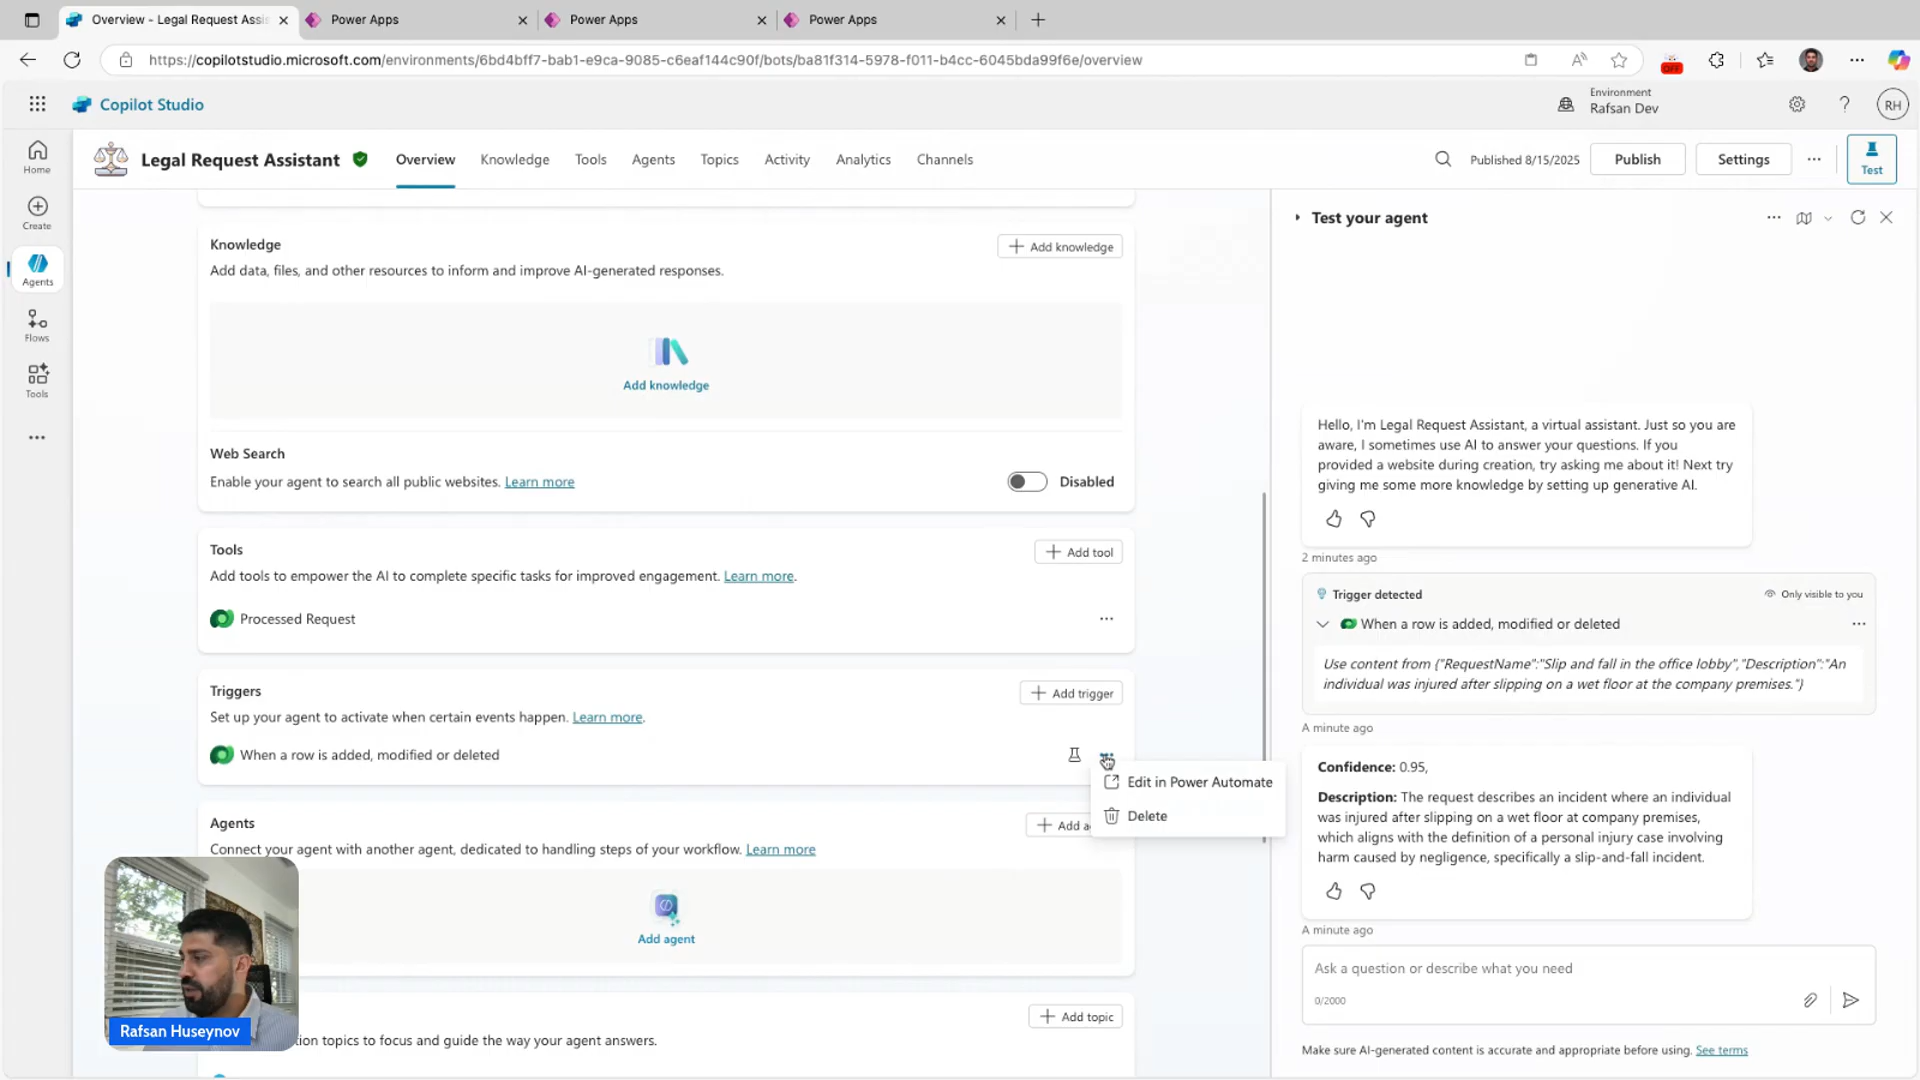 Overview - Legal Request Assis
Power Apps
Power Apps
Power Apps
https://copilotstudio.microsoft.com/environments/6bd4bff7-bab1-e9ca-9085-c6eaf144c90f/bots/ba81f314-5978-f011-b4cc-6045bda99f6e/overview
OFF
Copilot Studio
Environment
Rafsan Dev
RH
Home
Create
Agents
Flows
Tools
Legal Request Assistant
Overview
Knowledge
Tools
Agents
Topics
Activity
Analytics
Channels
Published 8/15/2025
Publish
Settings
Test
Knowledge
Add knowledge
Add data, files, and other resources to inform and improve AI-generated responses.
Add knowledge
Web Search
Enable your agent to search all public websites. Learn more
Disabled
Tools
Add tool
Add tools to empower the AI to complete specific tasks for improved engagement. Learn more.
Processed Request
Triggers
Add trigger
Set up your agent to activate when certain events happen. Learn more.
When a row is added, modified or deleted
Edit in Power Automate
Delete
Agents
Add a
Connect your agent with another agent, dedicated to handling steps of your workflow. Learn more
Add agent
Add topic
tion topics to focus and guide the way your agent answers.
Rafsan Huseynov
Test your agent
Hello, I'm Legal Request Assistant, a virtual assistant. Just so you are
aware, I sometimes use AI to answer your questions. If you
provided a website during creation, try asking me about it! Next try
giving me some more knowledge by setting up generative AI.
2 minutes ago
Trigger detected
Only visible to you
When a row is added, modified or deleted
Use content from {"RequestName":"Slip and fall in the office lobby","Description":"An
individual was injured after slipping on a wet floor at the company premises."}
A minute ago
Confidence: 0.95,
Description: The request describes an incident where an individual
was injured after slipping on a wet floor at company premises,
which aligns with the definition of a personal injury case involving
harm caused by negligence, specifically a slip-and-fall incident.
A minute ago
Ask a question or describe what you need
0/2000
Make sure AI-generated content is accurate and appropriate before using. See terms